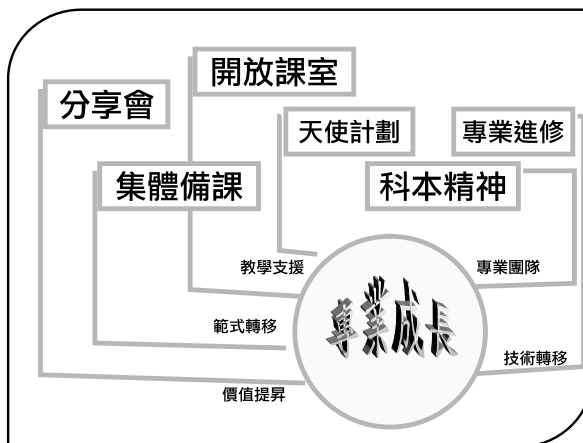 開放課室
分享會
天使計劃
專業進修
集體備課
科本精神
教學支援
專業團隊
專業成長
範式轉移
技術轉移
價值提昇